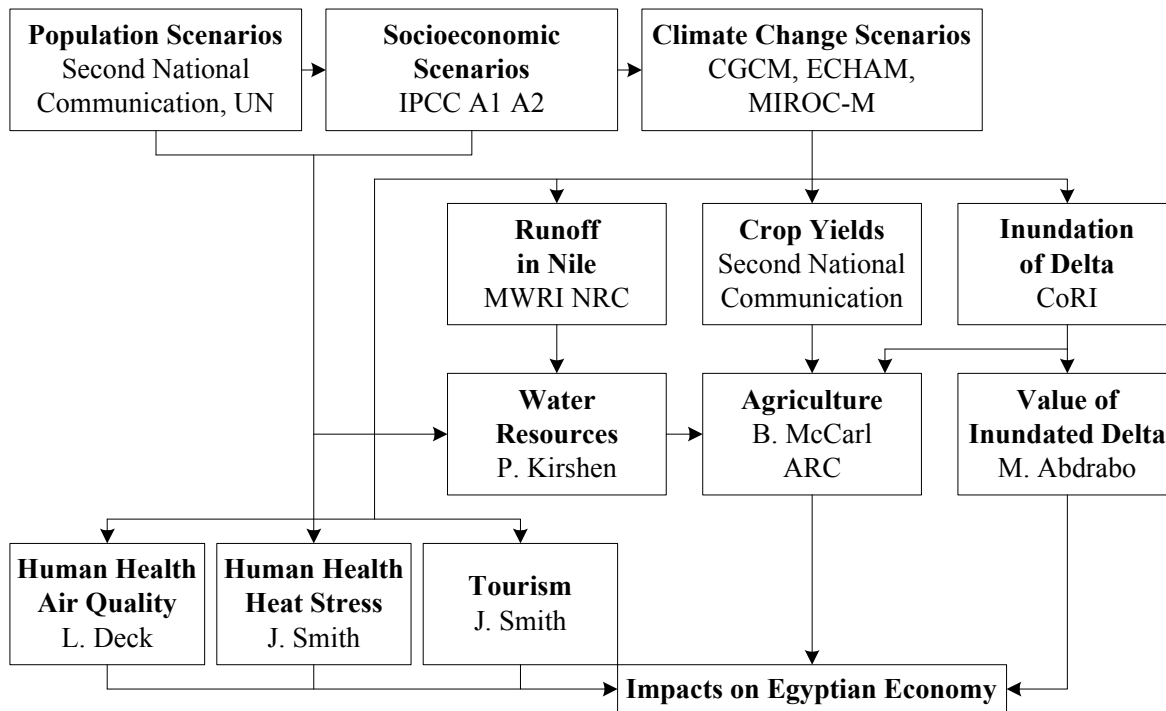 Population Scenarios
Second National
Communication, UN
Socioeconomic
Scenarios
IPCC A1 A2
Climate Change Scenarios
CGCM, ECHAM,
MIROC-M
Runoff
in Nile
MWRI NRC
Crop Yields
Second National
Communication
Inundation
of Delta
CoRI
Water
Resources
P. Kirshen
Agriculture
B. McCarl
ARC
Value of
Inundated Delta
M. Abdrabo
Human Health
Air Quality
L. Deck
Human Health
Heat Stress
J. Smith
Tourism
J. Smith
Impacts on Egyptian Economy